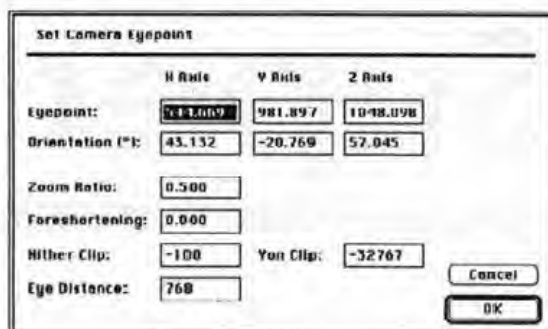 Set Camera Eyepoint
X Axis Y Axis Z Axis
Eyepoint: 981.897 1048.098
Orientation (°): 43.132 -20.769 57.045
Zoom Ratio: 0.500
Foreshortening: 0.000
Hither Clip: -100 Yon Clip: -32767
Eye Distance: 768
Cancel
OK